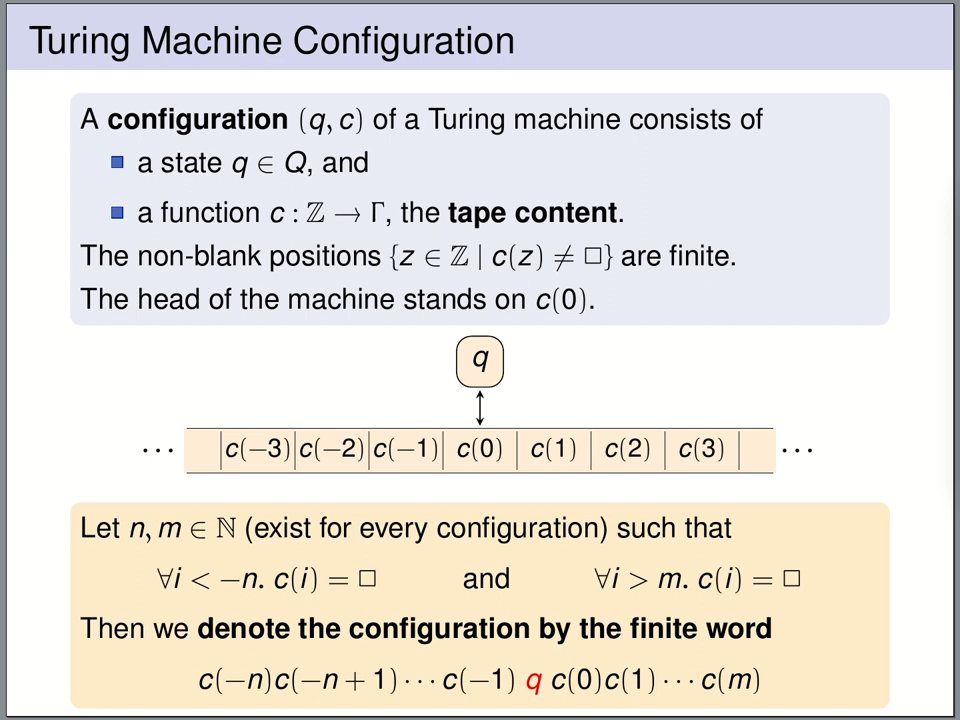 Turing Machine Configuration
A configuration (q, c) of a Turing machine consists of
a state q ∈ Q, and
a function c : ℤ → Γ, the tape content.
The non-blank positions {z ∈ ℤ | c(z) ≠ □} are finite.
The head of the machine stands on c(0).
q
··· c(−3) c(−2) c(−1) c(0) c(1) c(2) c(3) ···
Let n, m ∈ ℕ (exist for every configuration) such that
∀i < −n. c(i) = □ and ∀i > m. c(i) = □
Then we denote the configuration by the finite word
c(−n)c(−n + 1) ··· c(−1) q c(0)c(1) ··· c(m)